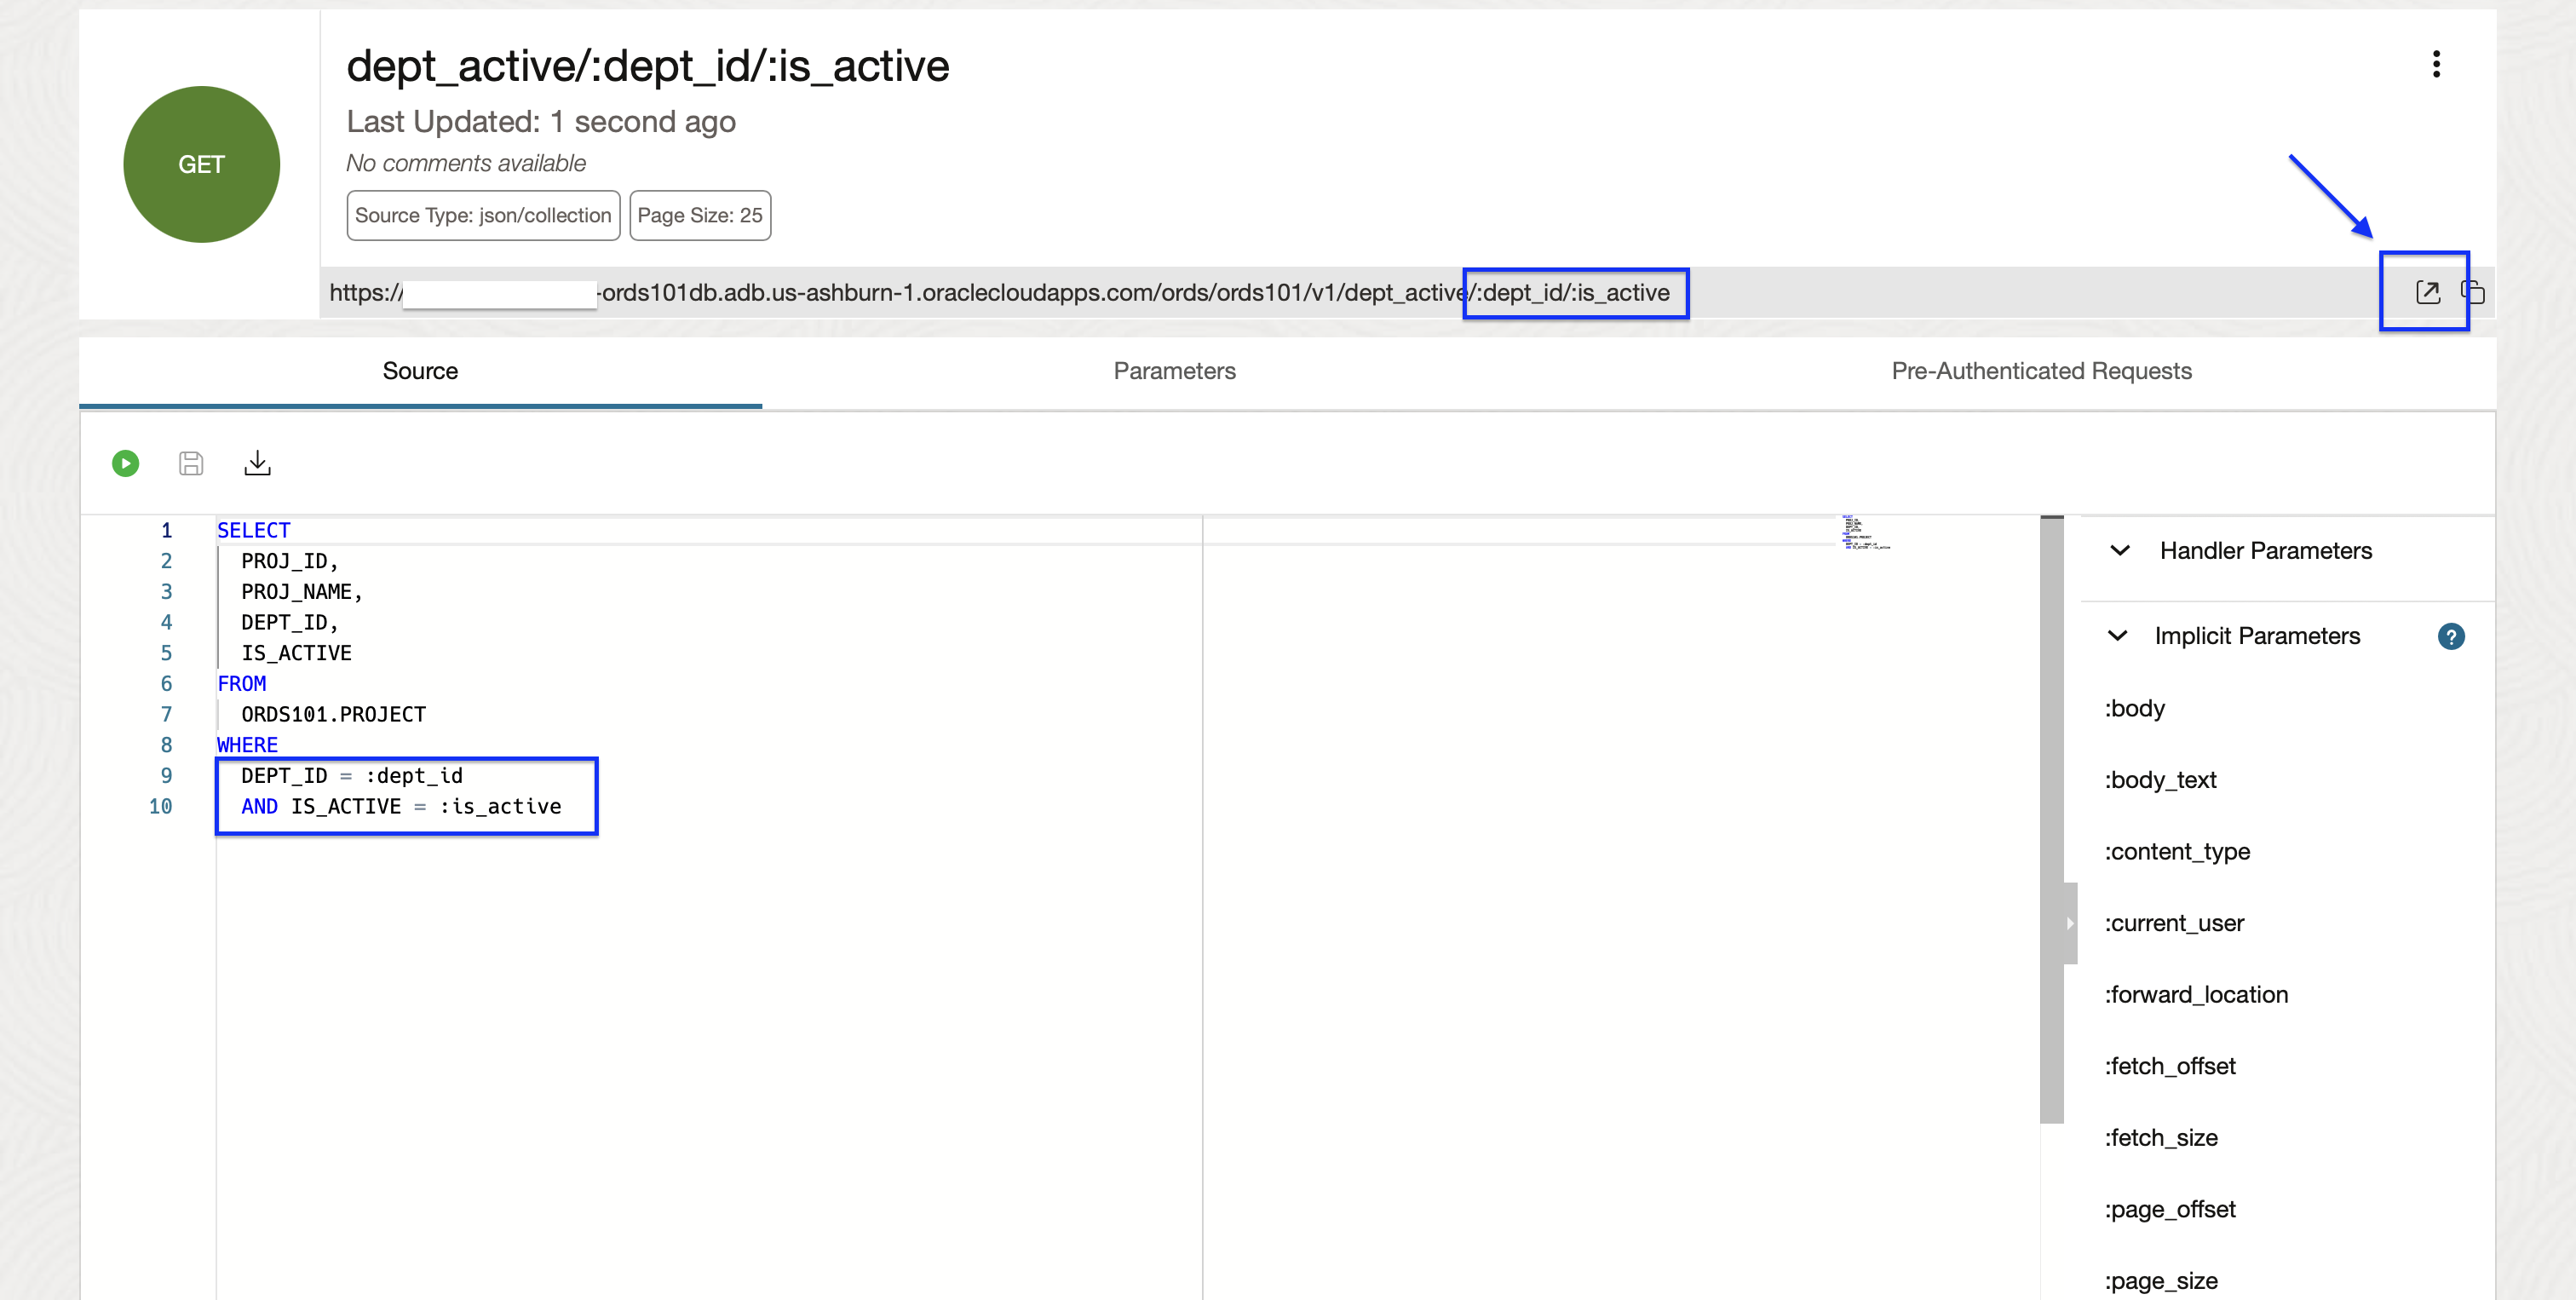 dept_active/:dept_id/:is_active
GET
Last Updated: 1 second ago
No comments available
Source Type: json/collection
Page Size: 25
https://
-ords101db.adb.us-ashburn-1.oraclecloudapps.com/ords/ords101/v1/dept_active/:dept_id/:is_active
Source
Parameters
Pre-Authenticated Requests
1 SELECT
2 PROJ_ID,
3 PROJ_NAME,
4 DEPT_ID,
5 IS_ACTIVE
6 FROM
7 ORDS101.PROJECT
8 WHERE
9 DEPT_ID = :dept_id
10 AND IS_ACTIVE = :is_active
Handler Parameters
Implicit Parameters
?
:body
:body_text
:content_type
:current_user
:forward_location
:fetch_offset
:fetch_size
:page_offset
:page_size